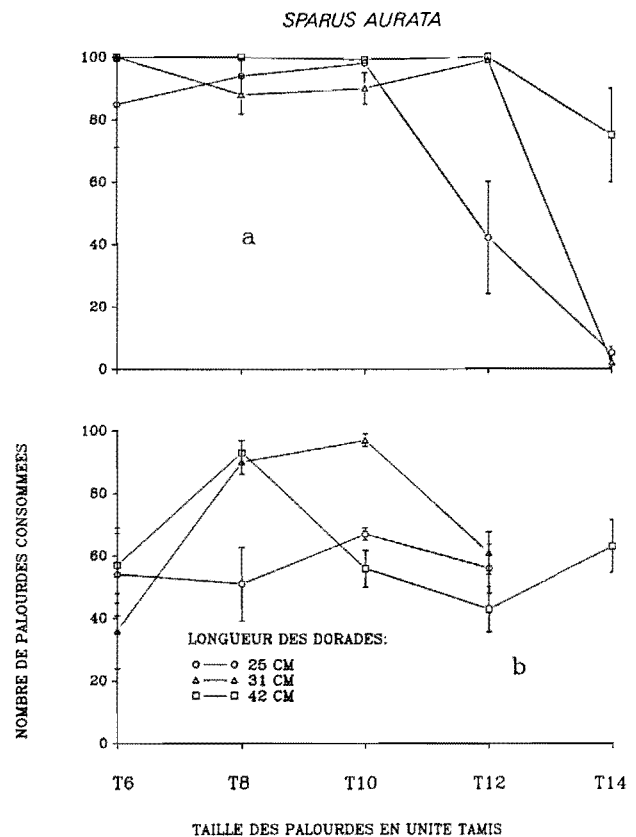 SPARUS AURATA
100
80
60
40
20
0
a
100
80
60
40
20
0
NOMBRE DE PALOURDES CONSOMMEES
LONGUEUR DES DORADES:
25 CM
31 CM
42 CM
b
T6 T8 T10 T12 T14
TAILLE DES PALOURDES EN UNITE TAMIS